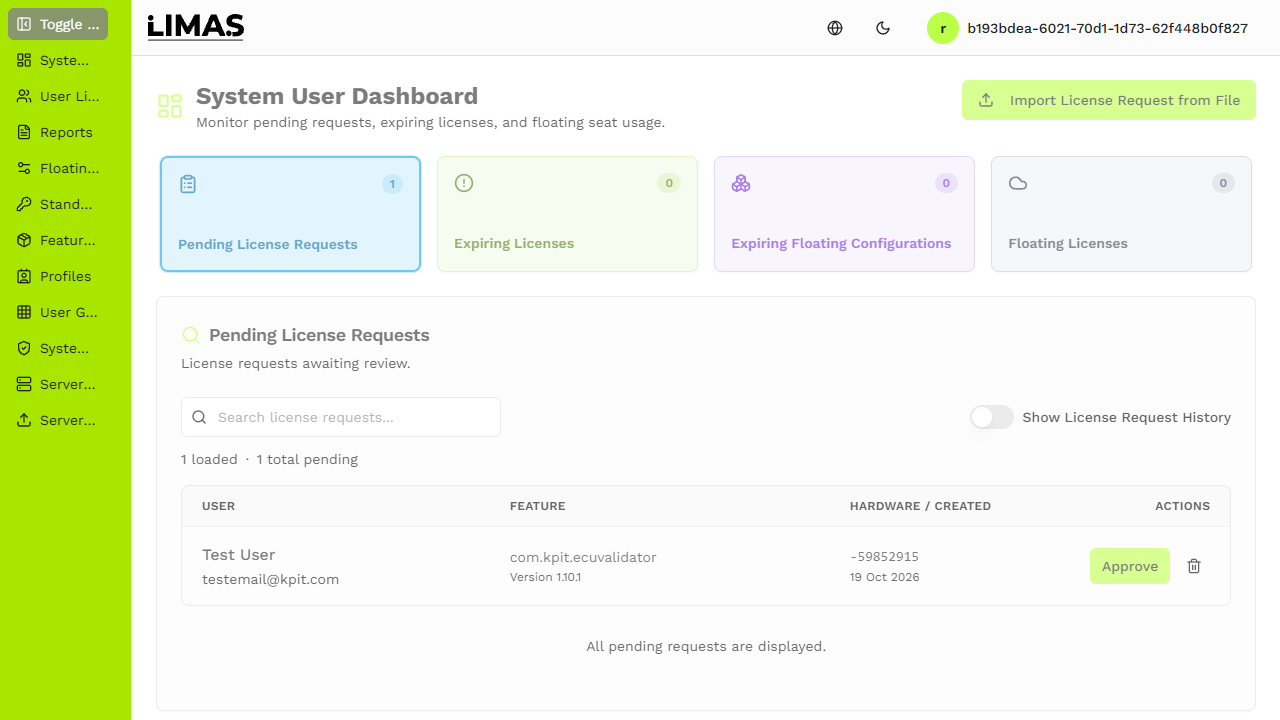 Toggle ...
Syste...
User Li...
Reports
Floatin...
Stand...
Featur...
Profiles
User G...
Syste...
Server...
Server...
LIMAS
r
b193bdea-6021-70d1-1d73-62f448b0f827
System User Dashboard
Monitor pending requests, expiring licenses, and floating seat usage.
Import License Request from File
1
Pending License Requests
0
Expiring Licenses
0
Expiring Floating Configurations
0
Floating Licenses
Pending License Requests
License requests awaiting review.
Search license requests...
Show License Request History
1 loaded · 1 total pending
USER FEATURE HARDWARE / CREATED ACTIONS
Test User com.kpit.ecuvalidator -59852915
testemail@kpit.com Version 1.10.1 19 Oct 2026
Approve
All pending requests are displayed.